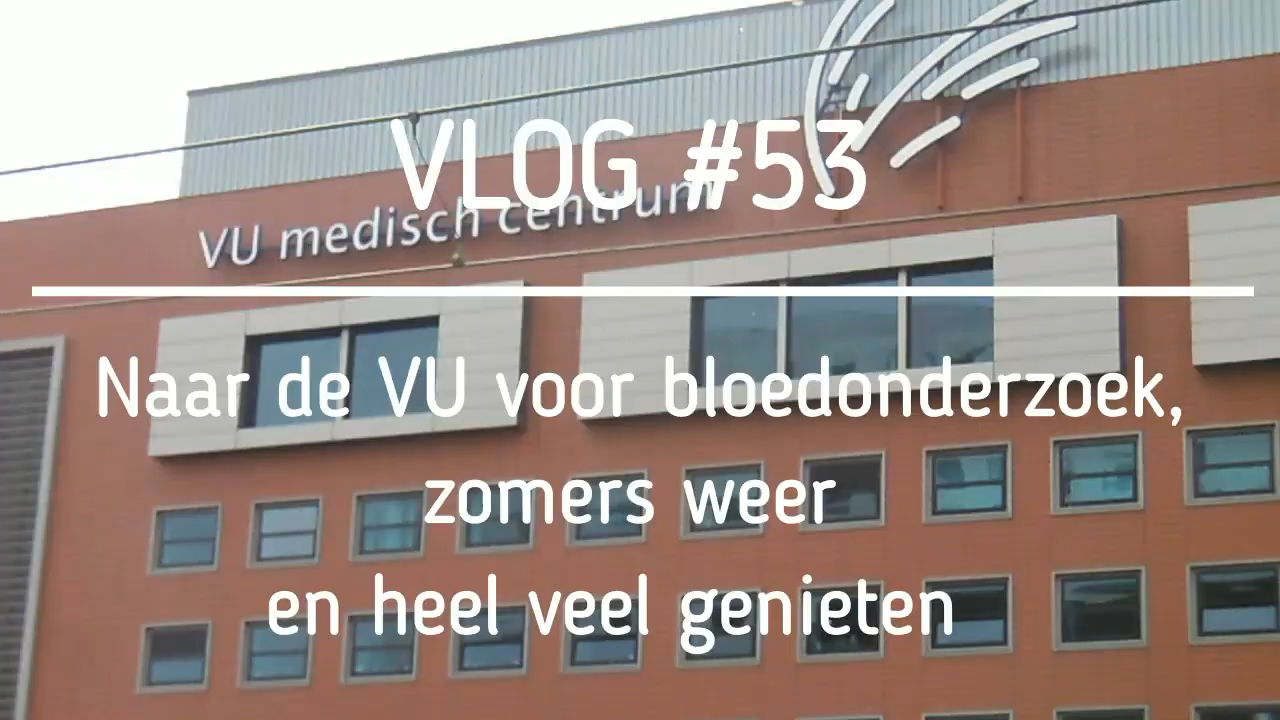 VLOG #53
VU medisch centrum
Naar de VU voor bloedonderzoek,
zomers weer
en heel veel genieten